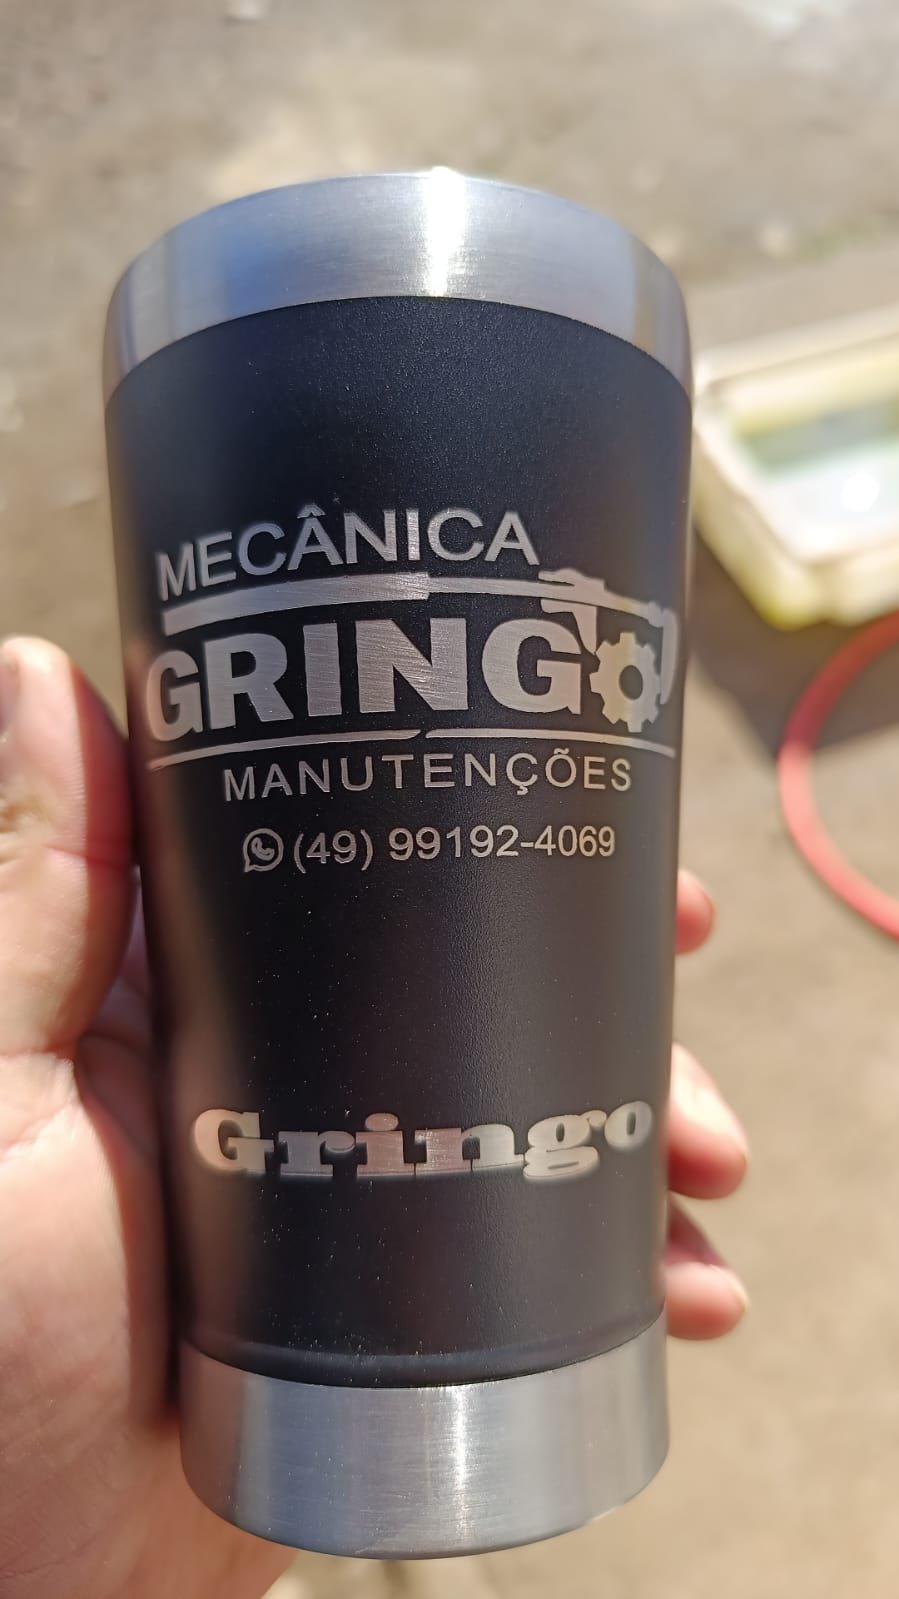 MECÂNICA
GRINGO
MANUTENÇÕES
(49) 99192-4069
Gringo